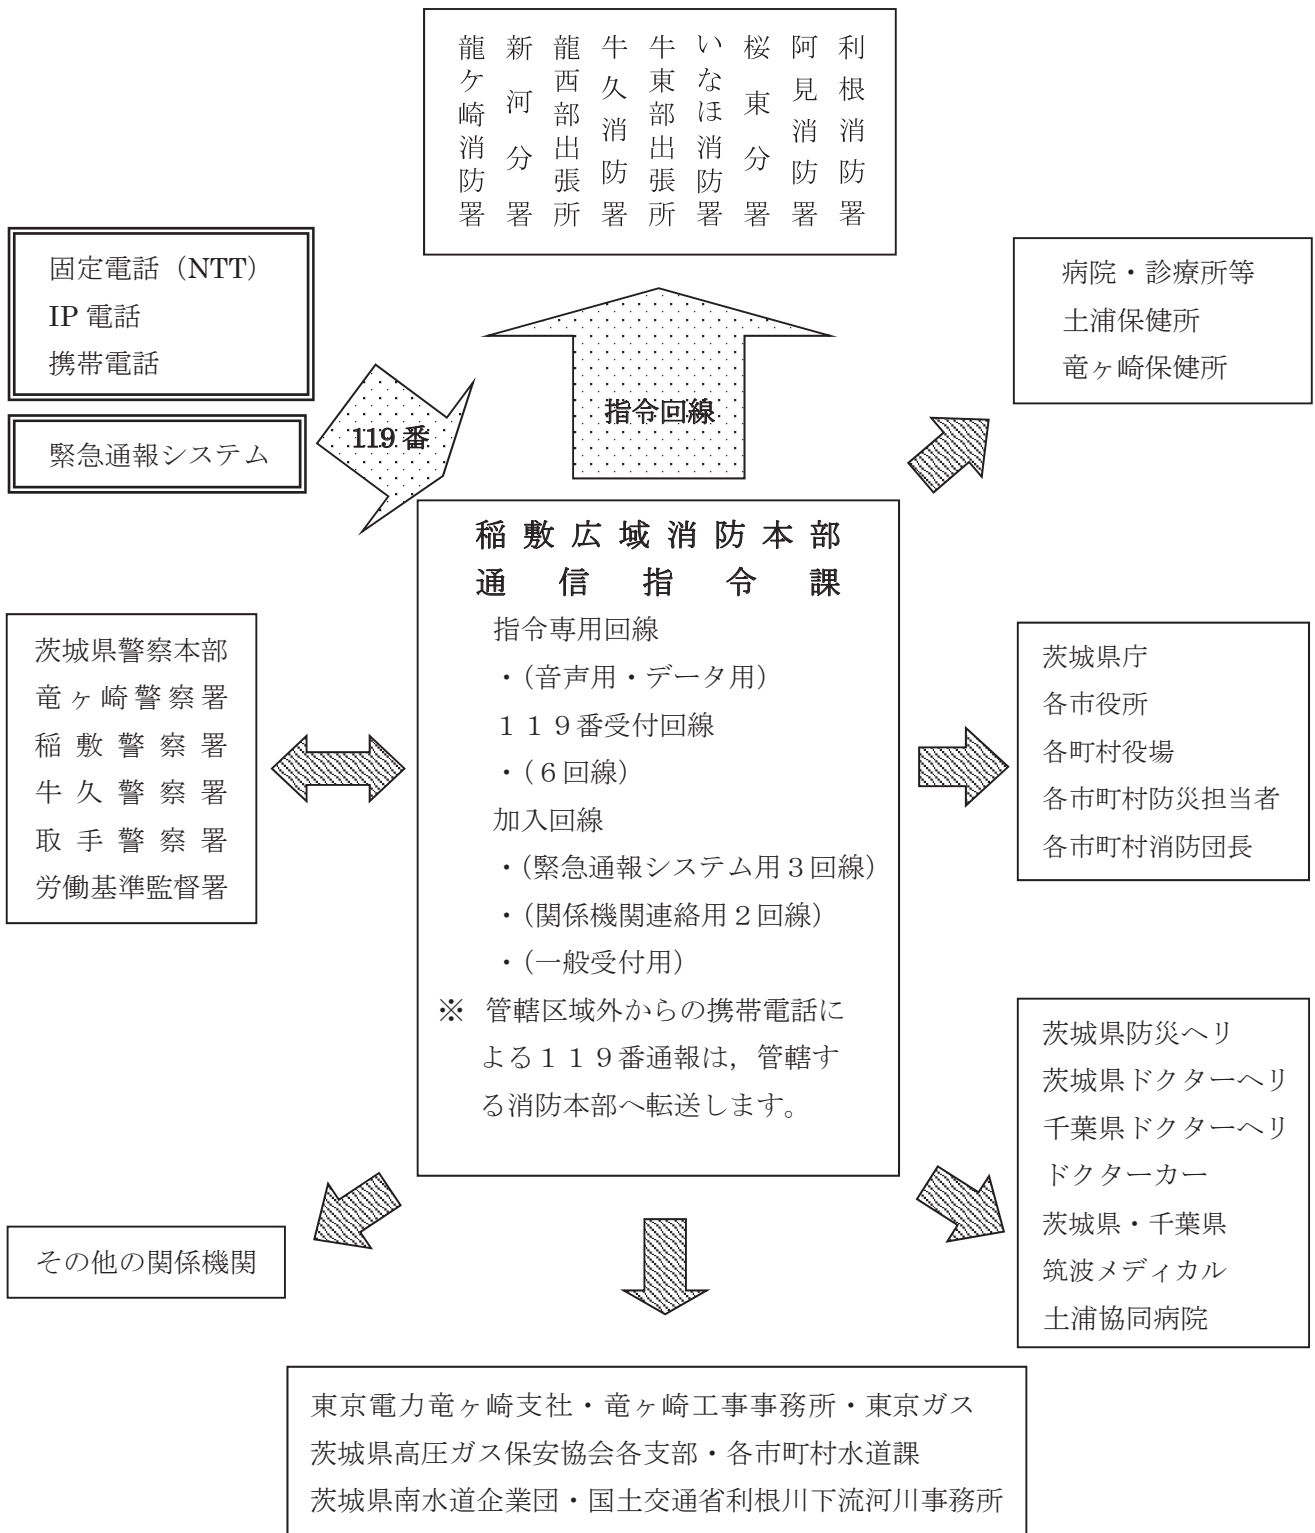 龍ケ崎消防署
新河分署
龍西部出張所
牛久消防署
牛東部出張所
いなほ消防署
桜東分署
阿見消防署
利根消防署
固定電話（NTT）
IP 電話
携帯電話
緊急通報システム
119 番
指令回線
病院・診療所等
土浦保健所
竜ヶ崎保健所
稲敷広域消防本部
通信指令課
指令専用回線
・（音声用・データ用）
１１９番受付回線
・（６回線）
加入回線
・（緊急通報システム用３回線）
・（関係機関連絡用２回線）
・（一般受付用）
※ 管轄区域外からの携帯電話に
よる１１９番通報は，管轄す
る消防本部へ転送します。
茨城県警察本部
竜ヶ崎警察署
稲敷警察署
牛久警察署
取手警察署
労働基準監督署
茨城県庁
各市役所
各町村役場
各市町村防災担当者
各市町村消防団長
茨城県防災ヘリ
茨城県ドクターヘリ
千葉県ドクターヘリ
ドクターカー
茨城県・千葉県
筑波メディカル
土浦協同病院
その他の関係機関
東京電力竜ヶ崎支社・竜ヶ崎工事事務所・東京ガス
茨城県高圧ガス保安協会各支部・各市町村水道課
茨城県南水道企業団・国土交通省利根川下流河川事務所